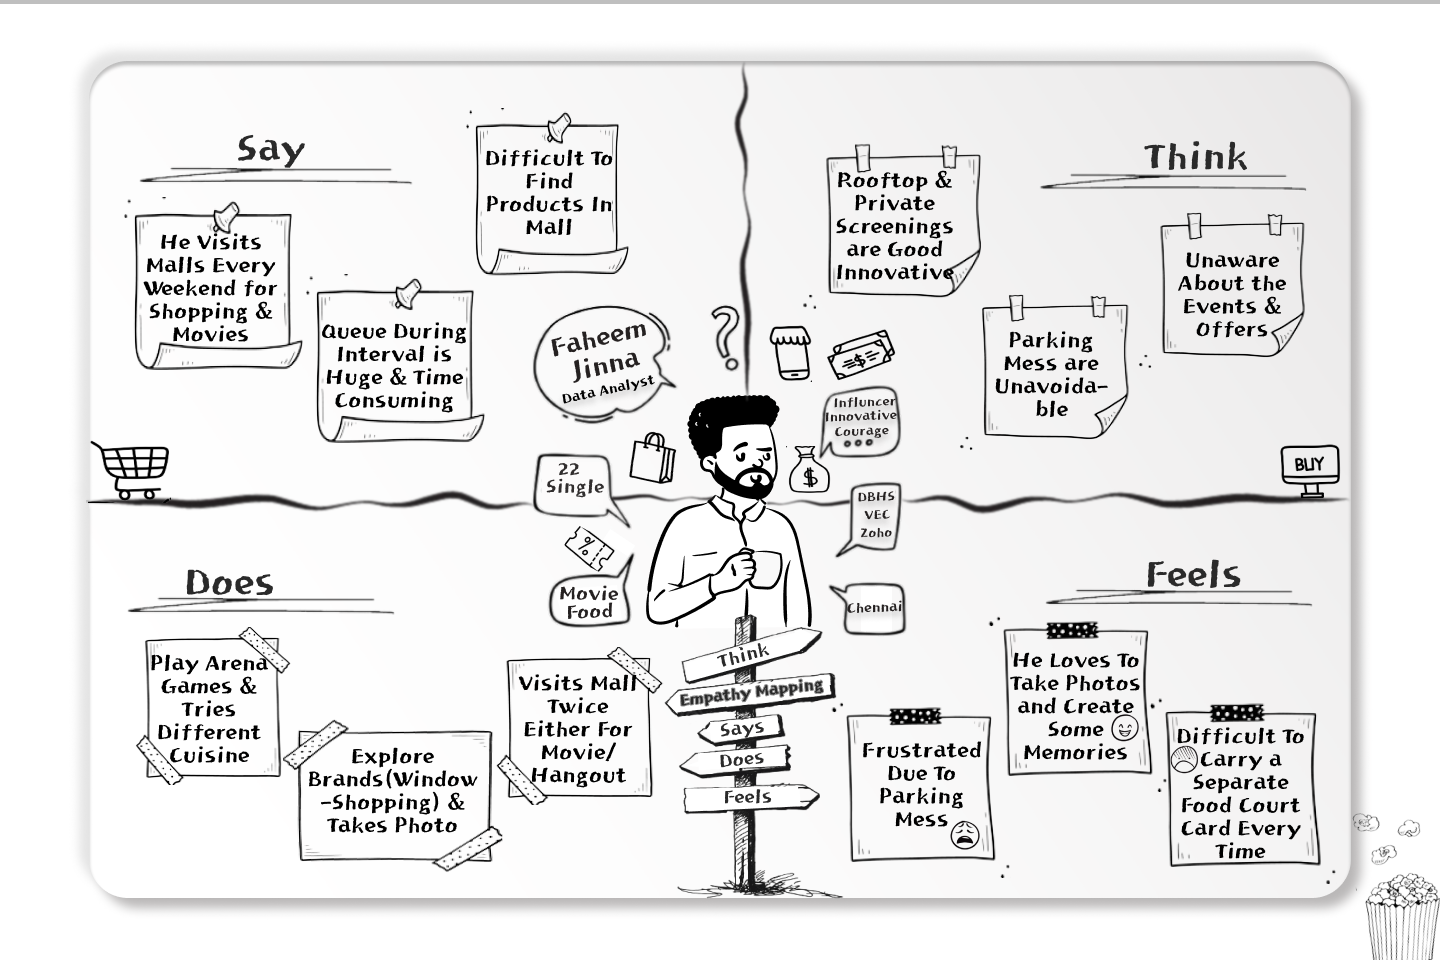 Say
He Visits
Malls Every
Weekend for
Shopping &
Movies
Queue During
Interval is
Huge & Time
Consuming
Difficult To
Find
Products In
Mall
Think
Rooftop &
Private
Screenings
are Good
Innovative
Parking
Mess are
Unavoida-
ble
Unaware
About the
Events &
Offers
Faheem
Jinna
Data Analyst
22
Single
Movie
Food
Influncer
Innovative
Courage
DBHS
VEC
Zoho
Chennai
%
$
$
BUY
Does
Play Arena
Games &
Tries
Different
Cuisine
Explore
Brands(Window
-Shopping) &
Takes Photo
Visits Mall
Twice
Either For
Movie/
Hangout
Think
Empathy Mapping
Says
Does
Feels
Feels
Frustrated
Due To
Parking
Mess
He Loves To
Take Photos
and Create
Some
Memories
Difficult To
Carry a
Separate
Food Court
Card Every
Time